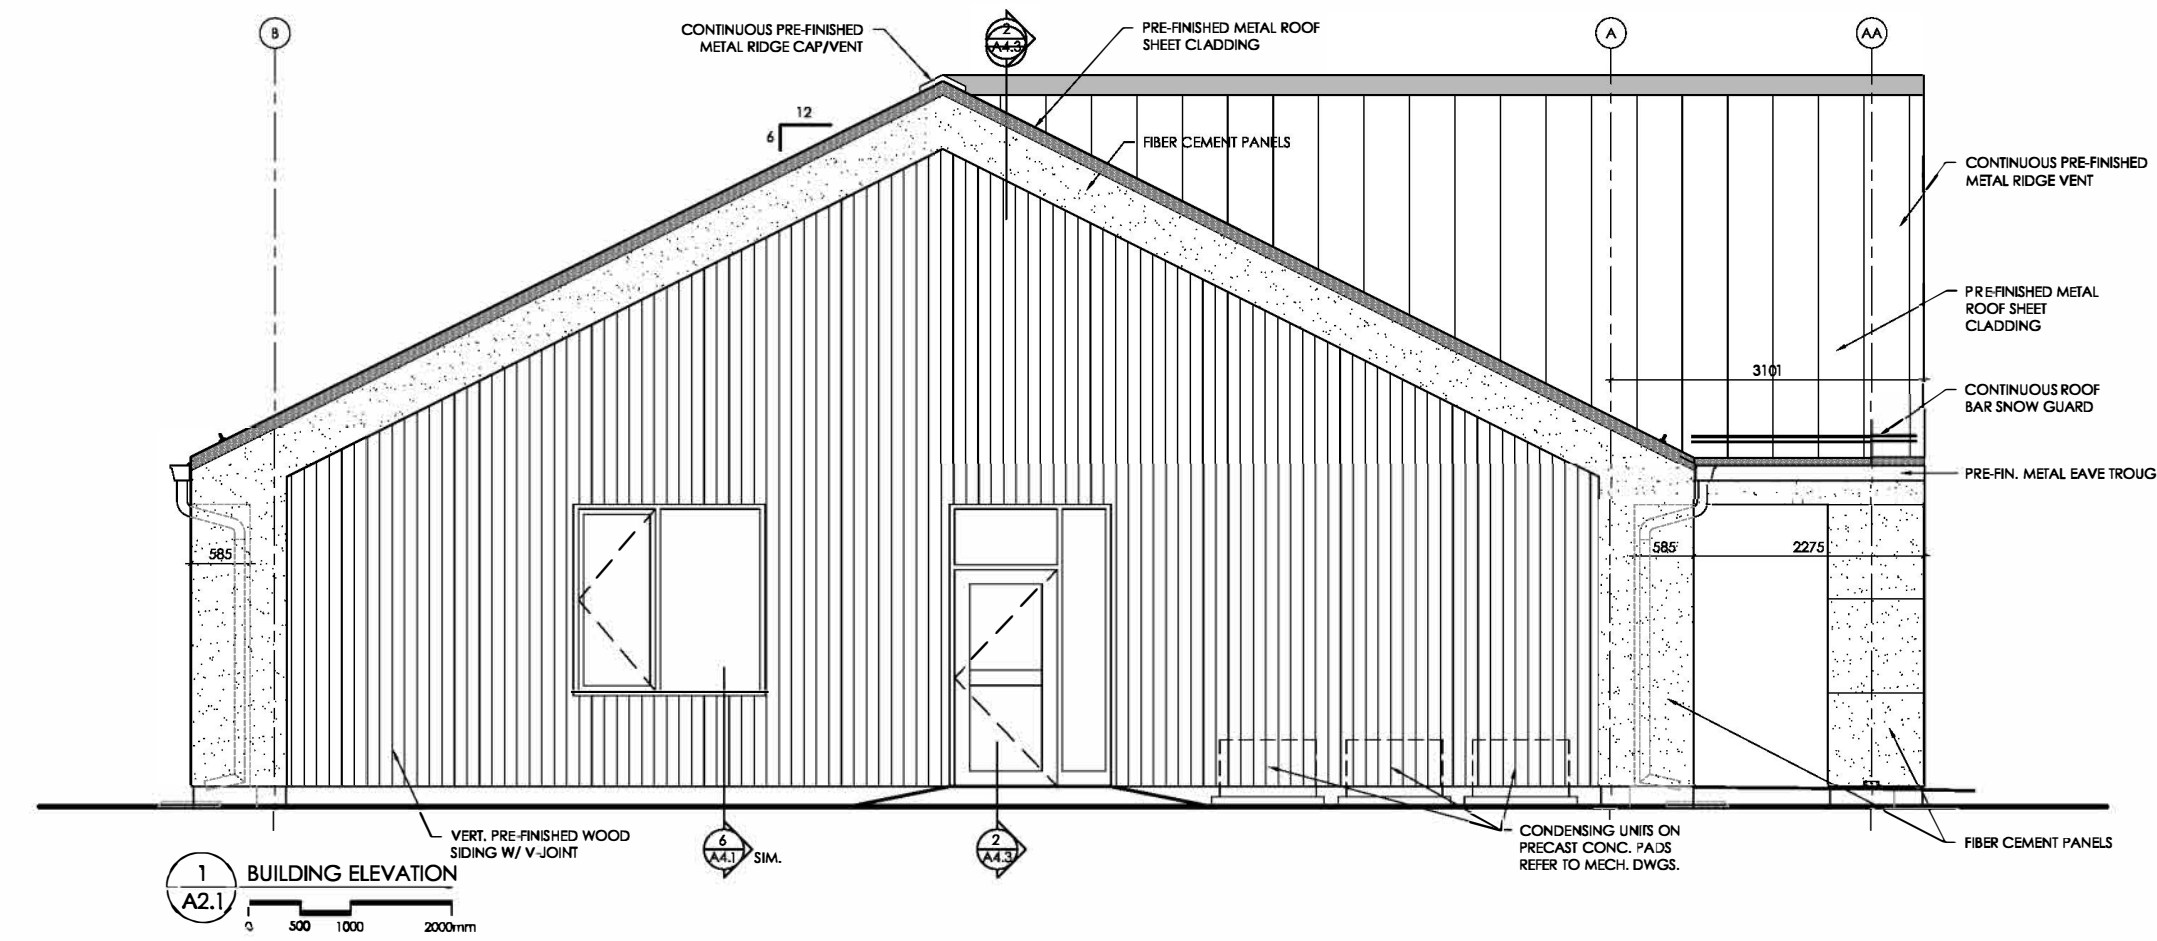 B
CONTINUOUS PRE-FINISHED
METAL RIDGE CAP/VENT
2
A4.3
PRE-FINISHED METAL ROOF
SHEET CLADDING
A
AA
12
6
FIBER CEMENT PANELS
CONTINUOUS PRE-FINISHED
METAL RIDGE VENT
PRE-FINISHED METAL
ROOF SHEET
CLADDING
3101
CONTINUOUS ROOF
BAR SNOW GUARD
PRE-FIN. METAL EAVE TROUG
585
585
2275
VERT. PRE-FINISHED WOOD
SIDING W/ V-JOINT
6
A4.1
SIM.
2
A4.3
CONDENSING UNITS ON
PRECAST CONC. PADS
REFER TO MECH. DWGS.
FIBER CEMENT PANELS
1
A2.1
BUILDING ELEVATION
0 500 1000 2000mm